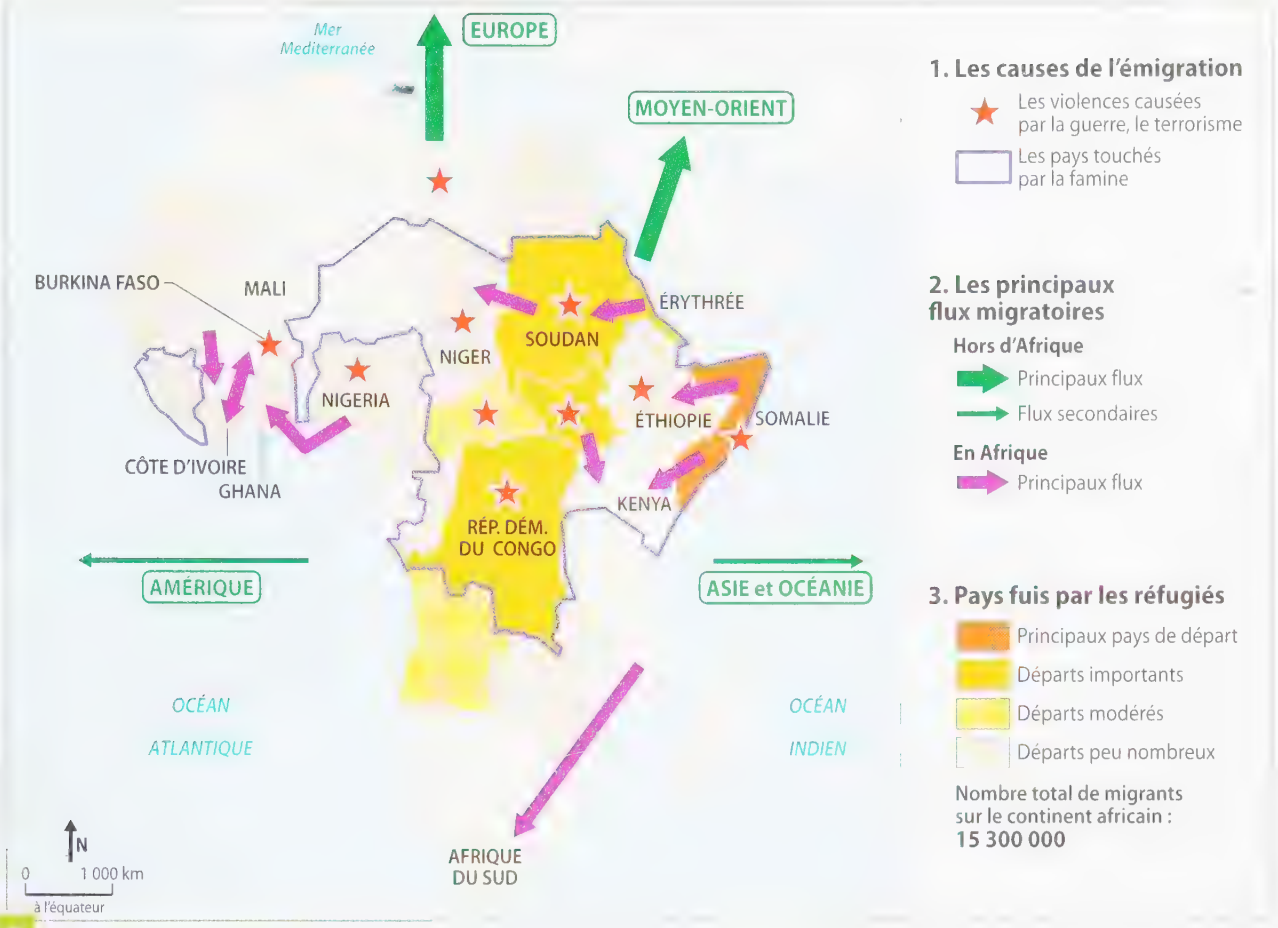 Mer
Mediterranée
EUROPE
MOYEN-ORIENT
BURKINA FASO
MALI
ÉRYTHRÉE
NIGER
SOUDAN
NIGERIA
ÉTHIOPIE
SOMALIE
CÔTE D'IVOIRE
GHANA
KENYA
RÉP. DÉM.
DU CONGO
AMÉRIQUE
ASIE et OCÉANIE
OCÉAN
ATLANTIQUE
OCÉAN
INDIEN
AFRIQUE
DU SUD
N
0 1 000 km
à l'équateur
1. Les causes de l'émigration
Les violences causées
par la guerre, le terrorisme
Les pays touchés
par la famine
2. Les principaux
flux migratoires
Hors d'Afrique
Principaux flux
Flux secondaires
En Afrique
Principaux flux
3. Pays fuis par les réfugiés
Principaux pays de départ
Départs importants
Départs modérés
Départs peu nombreux
Nombre total de migrants
sur le continent africain :
15 300 000